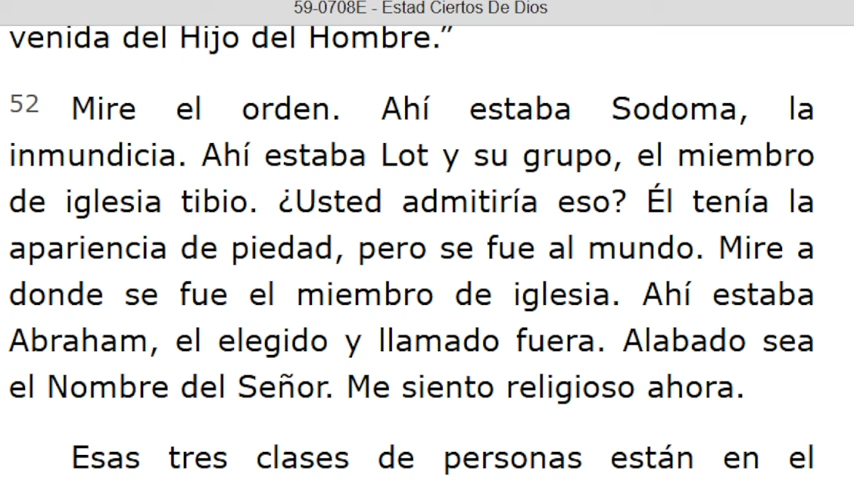 59-0708E - Estad Ciertos De Dios
venida del Hijo del Hombre.”
52 Mire el orden. Ahí estaba Sodoma, la
inmundicia. Ahí estaba Lot y su grupo, el miembro
de iglesia tibio. ¿Usted admitiría eso? Él tenía la
apariencia de piedad, pero se fue al mundo. Mire a
donde se fue el miembro de iglesia. Ahí estaba
Abraham, el elegido y llamado fuera. Alabado sea
el Nombre del Señor. Me siento religioso ahora.
Esas tres clases de personas están en el